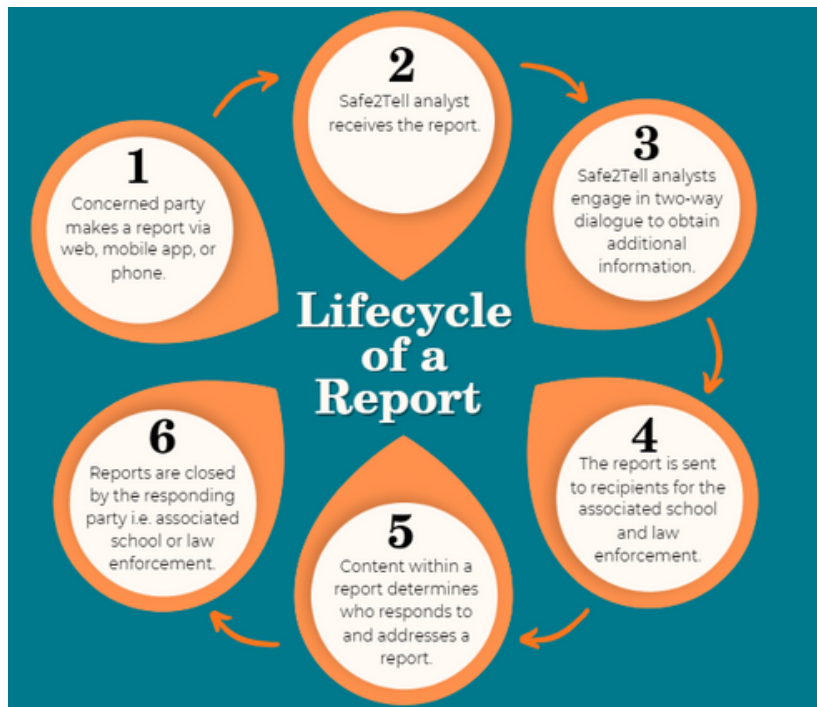 1
Concerned party
makes a report via
web, mobile app, or
phone.
2
Safe2Tell analyst
receives the report.
3
Safe2Tell analysts
engage in two-way
dialogue to obtain
additional
information.
Lifecycle
of a
Report
4
The report is sent
to recipients for the
associated school
and law
enforcement.
5
Content within a
report determines
who responds to
and addresses a
report.
6
Reports are closed
by the responding
party i.e. associated
school or law
enforcement.